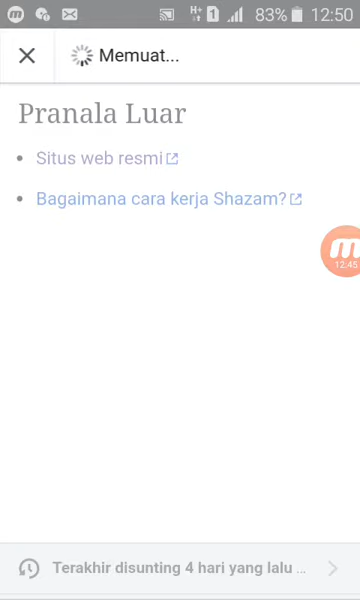 H+ 1 83% 12:50
Memuat...
Pranala Luar
Situs web resmi
Bagaimana cara kerja Shazam?
12:45
Terakhir disunting 4 hari yang lalu ...